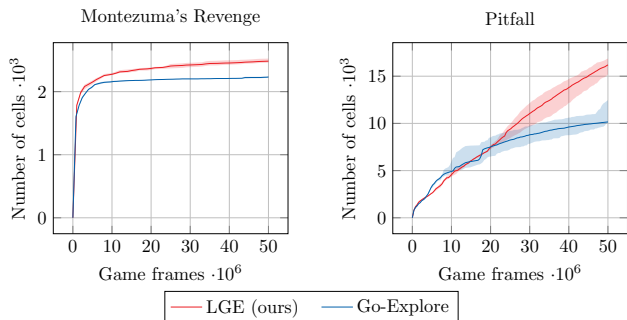 Montezuma's Revenge
Number of cells ·10³
2
1
0
0 10 20 30 40 50
Game frames ·10⁶
Pitfall
Number of cells ·10³
15
10
5
0
0 10 20 30 40 50
Game frames ·10⁶
LGE (ours) Go-Explore